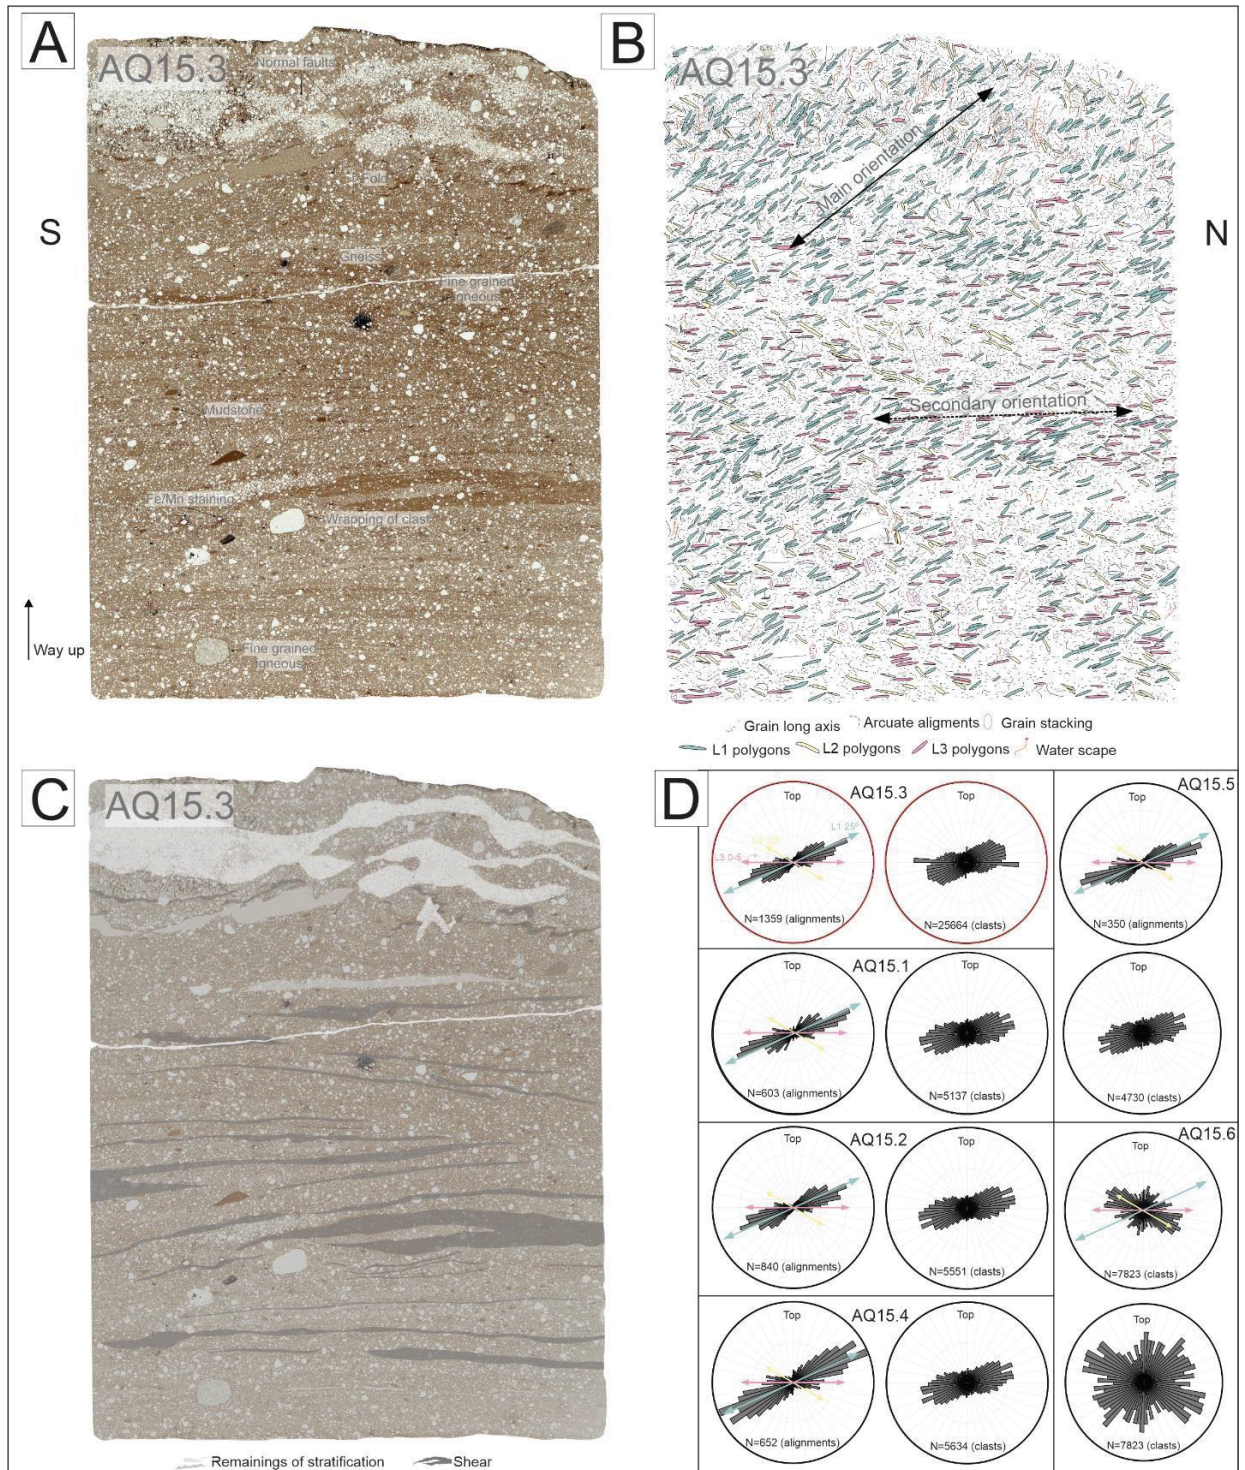 A
AQ15.3
Normal faults
Fold
S
Gneiss
Fine grained
igneous
Mudstone
Fe/Mn staining
Wrapping of clast
Way up
Fine grained
igneous
B
AQ15.3
Main orientation
N
Secondary orientation
Grain long axis
Arcuate aligments
Grain stacking
L1 polygons
L2 polygons
L3 polygons
Water scape
C
AQ15.3
Remainings of stratification
Shear
D
AQ15.3
Top
L1 25º
N=1359 (alignments)
Top
N=25664 (clasts)
AQ15.5
Top
N=350 (alignments)
AQ15.1
Top
N=603 (alignments)
Top
N=5137 (clasts)
Top
N=4730 (clasts)
AQ15.2
Top
N=840 (alignments)
Top
N=5551 (clasts)
AQ15.6
Top
N=7823 (clasts)
AQ15.4
Top
N=652 (alignments)
Top
N=5634 (clasts)
Top
N=7823 (clasts)